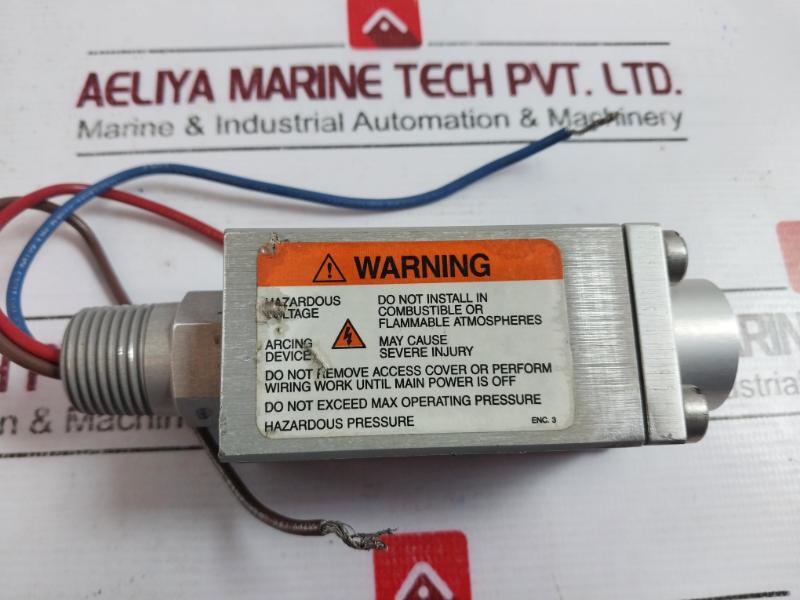 AELIYA MARINE TECH PVT. LTD.
Marine & Industrial Automation & Machinery
WARNING
HAZARDOUS VOLTAGE
DO NOT INSTALL IN
COMBUSTIBLE OR
FLAMMABLE ATMOSPHERES
ARCING DEVICE
MAY CAUSE
SEVERE INJURY
DO NOT REMOVE ACCESS COVER OR PERFORM
WIRING WORK UNTIL MAIN POWER IS OFF
DO NOT EXCEED MAX OPERATING PRESSURE
HAZARDOUS PRESSURE
ENC. 3
MARINE
& Mach